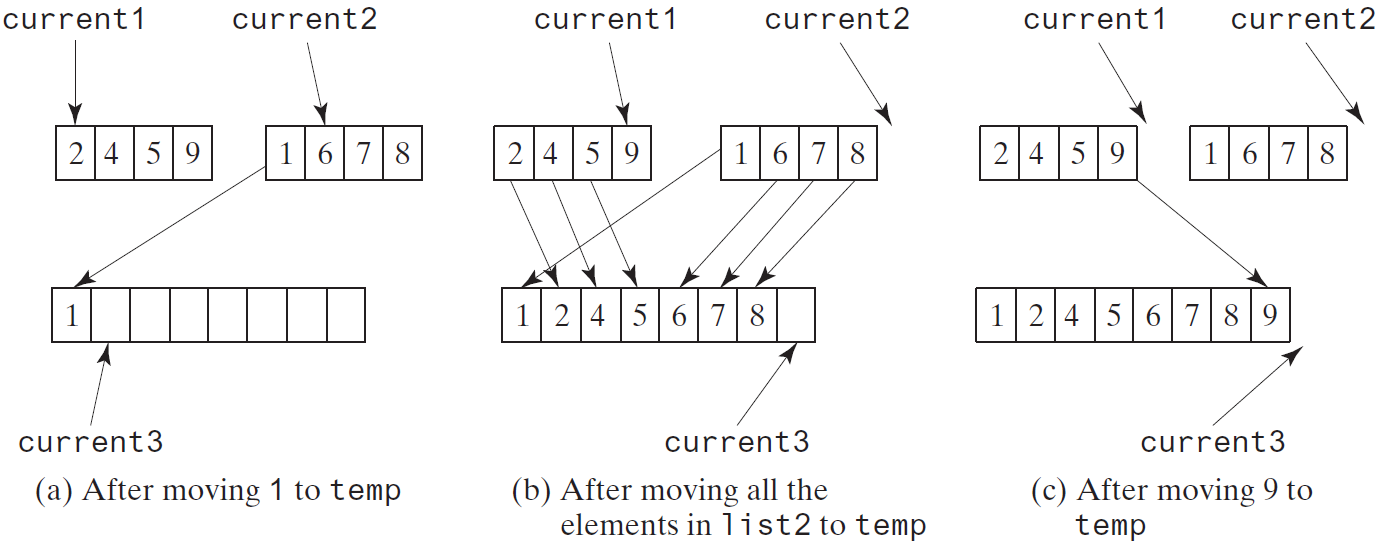 current1 current2 current1 current2 current1 current2
2 4 5 9 1 6 7 8 2 4 5 9 1 6 7 8 2 4 5 9 1 6 7 8
1 1 2 4 5 6 7 8 1 2 4 5 6 7 8 9
current3 current3 current3
(a) After moving 1 to temp (b) After moving all the (c) After moving 9 to
elements in list2 to temp temp